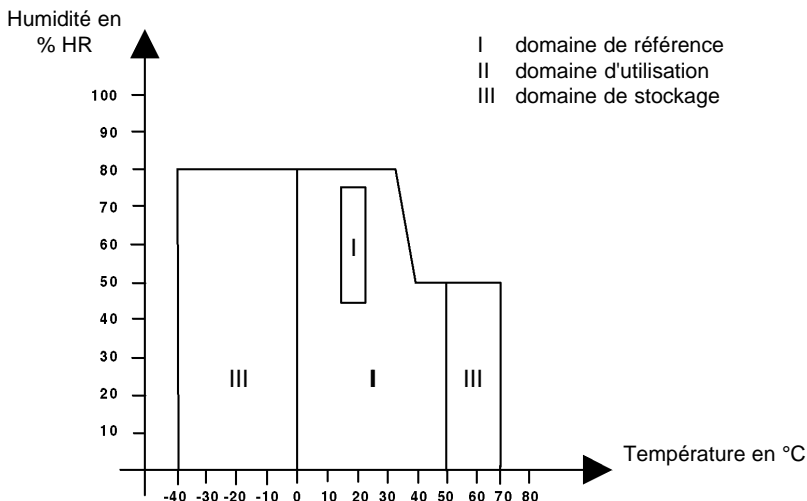 Humidité en
% HR
I domaine de référence
II domaine d'utilisation
III domaine de stockage
100
90
80
70
60
50
40
30
20
10
I
III
II
III
Température en °C
-40 -30 -20 -10 0 10 20 30 40 50 60 70 80